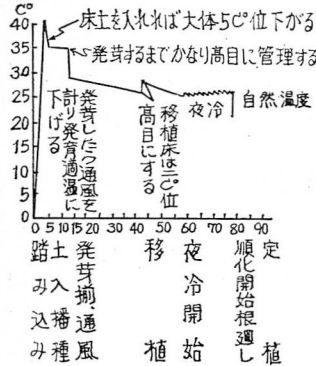 C°
床土を入れれば大体5C°位下がる
発芽するまでかなり高目に管理する
40
35
30
25
20
15
10
5
0
発芽したら通風を
計り発育適温に
下げる
移植床は二C°位
高目にする
夜冷
自然温度
0 5 10 15 20 30 40 50 60 70 80 90
踏み込み
土入播種
発芽揃、通風
移植
夜冷開始
順化開始根廻し
定植